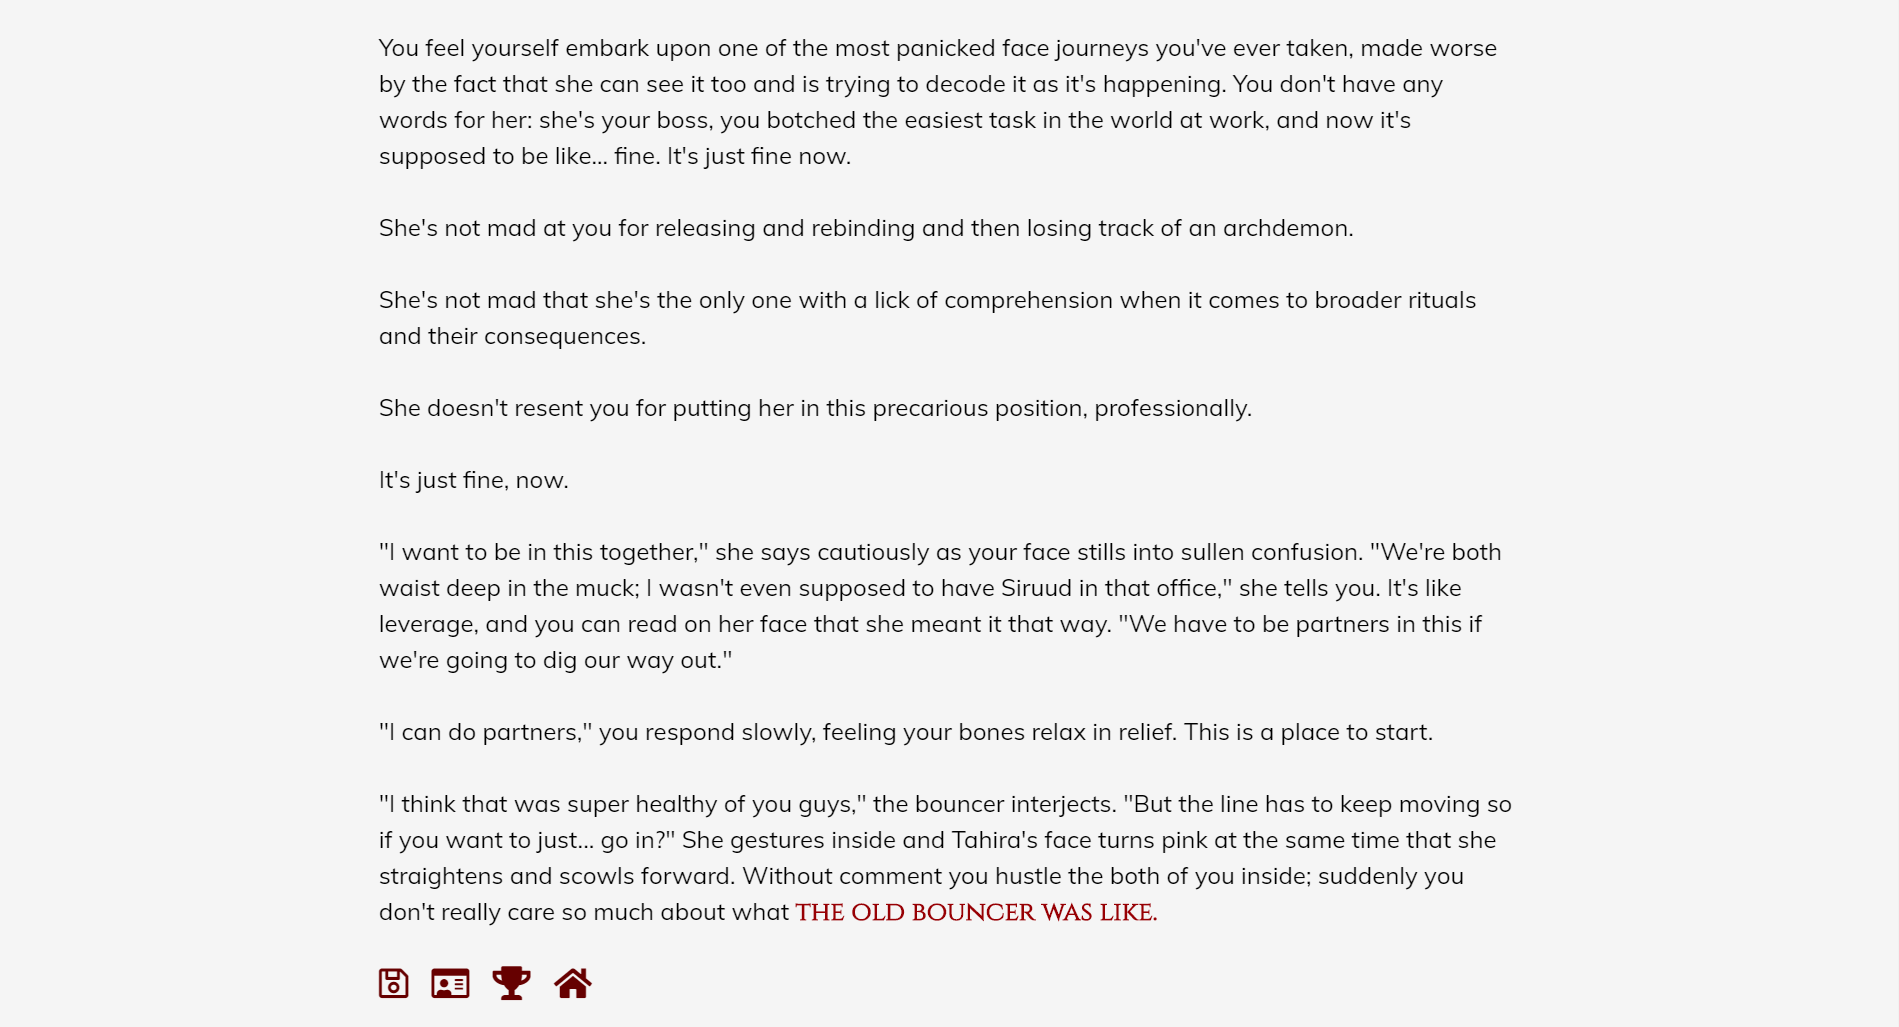 You feel yourself embark upon one of the most panicked face journeys you've ever taken, made worse
by the fact that she can see it too and is trying to decode it as it's happening. You don't have any
words for her: she's your boss, you botched the easiest task in the world at work, and now it's
supposed to be like... fine. It's just fine now.
She's not mad at you for releasing and rebinding and then losing track of an archdemon.
She's not mad that she's the only one with a lick of comprehension when it comes to broader rituals
and their consequences.
She doesn't resent you for putting her in this precarious position, professionally.
It's just fine, now.
"I want to be in this together," she says cautiously as your face stills into sullen confusion. "We're both
waist deep in the muck; I wasn't even supposed to have Siruud in that office," she tells you. It's like
leverage, and you can read on her face that she meant it that way. "We have to be partners in this if
we're going to dig our way out."
"I can do partners," you respond slowly, feeling your bones relax in relief. This is a place to start.
"I think that was super healthy of you guys," the bouncer interjects. "But the line has to keep moving so
if you want to just... go in?" She gestures inside and Tahira's face turns pink at the same time that she
straightens and scowls forward. Without comment you hustle the both of you inside; suddenly you
don't really care so much about what THE OLD BOUNCER WAS LIKE.